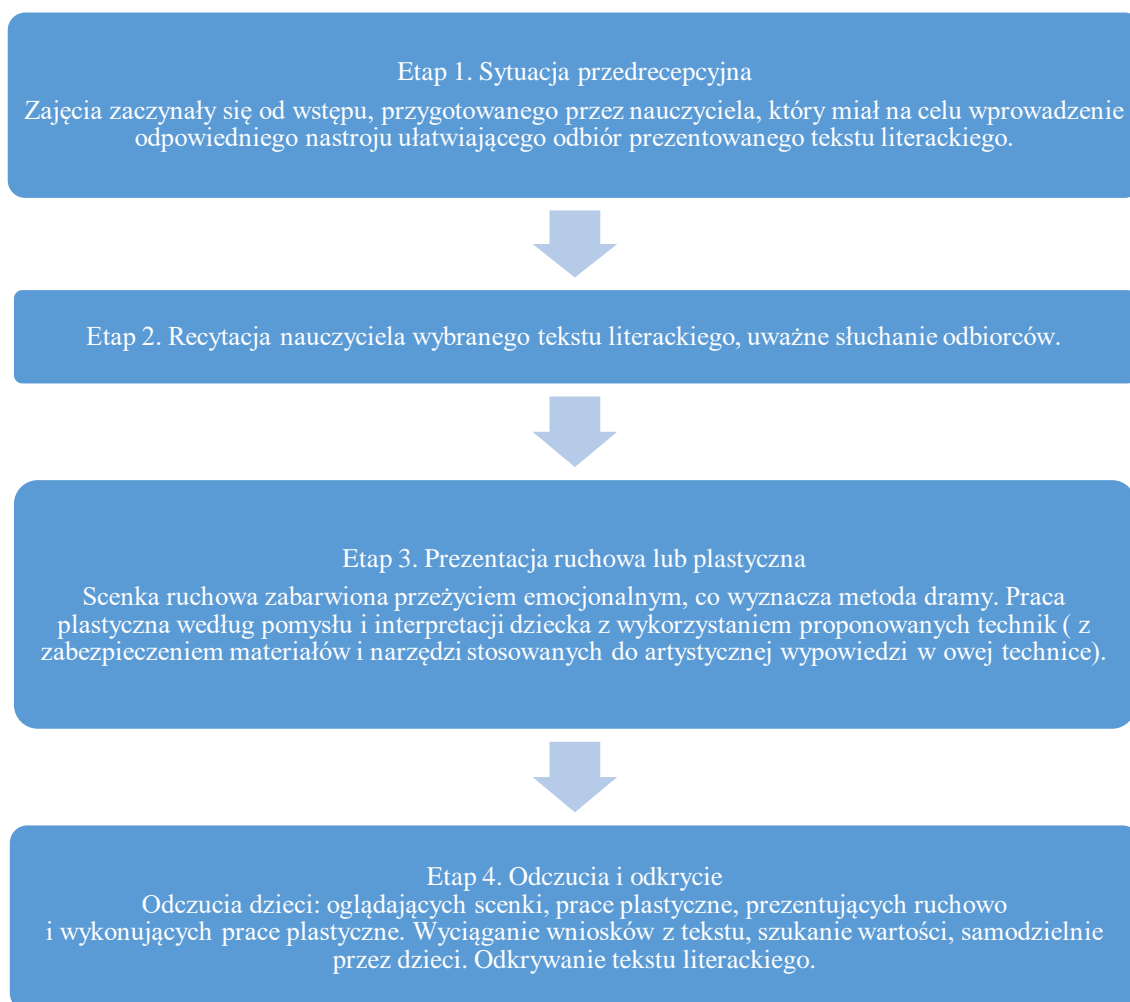 Etap 1. Sytuacja przedrecepcyjna
Zajęcia zaczynały się od wstępu, przygotowanego przez nauczyciela, który miał na celu wprowadzenie
odpowiedniego nastroju ułatwiającego odbiór prezentowanego tekstu literackiego.
Etap 2. Recytacja nauczyciela wybranego tekstu literackiego, uważne słuchanie odbiorców.
Etap 3. Prezentacja ruchowa lub plastyczna
Scenka ruchowa zabarwiona przeżyciem emocjonalnym, co wyznacza metoda dramy. Praca
plastyczna według pomysłu i interpretacji dziecka z wykorzystaniem proponowanych technik ( z
zabezpieczeniem materiałów i narzędzi stosowanych do artystycznej wypowiedzi w owej technice).
Etap 4. Odczucia i odkrycie
Odczucia dzieci: oglądających scenki, prace plastyczne, prezentujących ruchowo
i wykonujących prace plastyczne. Wyciąganie wniosków z tekstu, szukanie wartości, samodzielnie
przez dzieci. Odkrywanie tekstu literackiego.